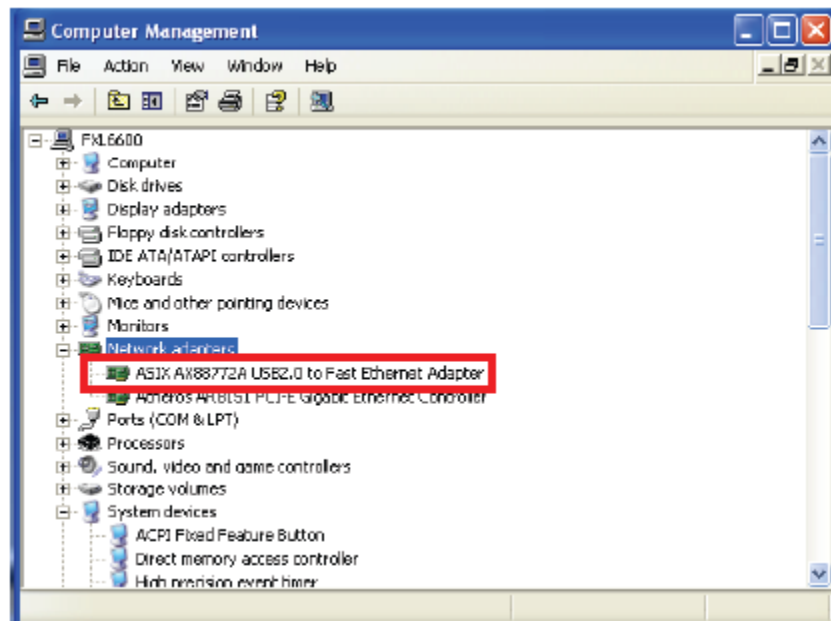 Computer Management
File Action View Window Help
FXL6600
Computer
Disk drives
Display adapters
Floppy disk controllers
IDE ATA/ATAPI controllers
Keyboards
Mice and other pointing devices
Monitors
Network adapters
ASIX AX88772A USB2.0 to Fast Ethernet Adapter
Atheros AR8151 PCI-E Gigabit Ethernet Controller
Ports (COM & LPT)
Processors
Sound, video and game controllers
Storage volumes
System devices
ACPI Fixed Feature Button
Direct memory access controller
High precision event timer